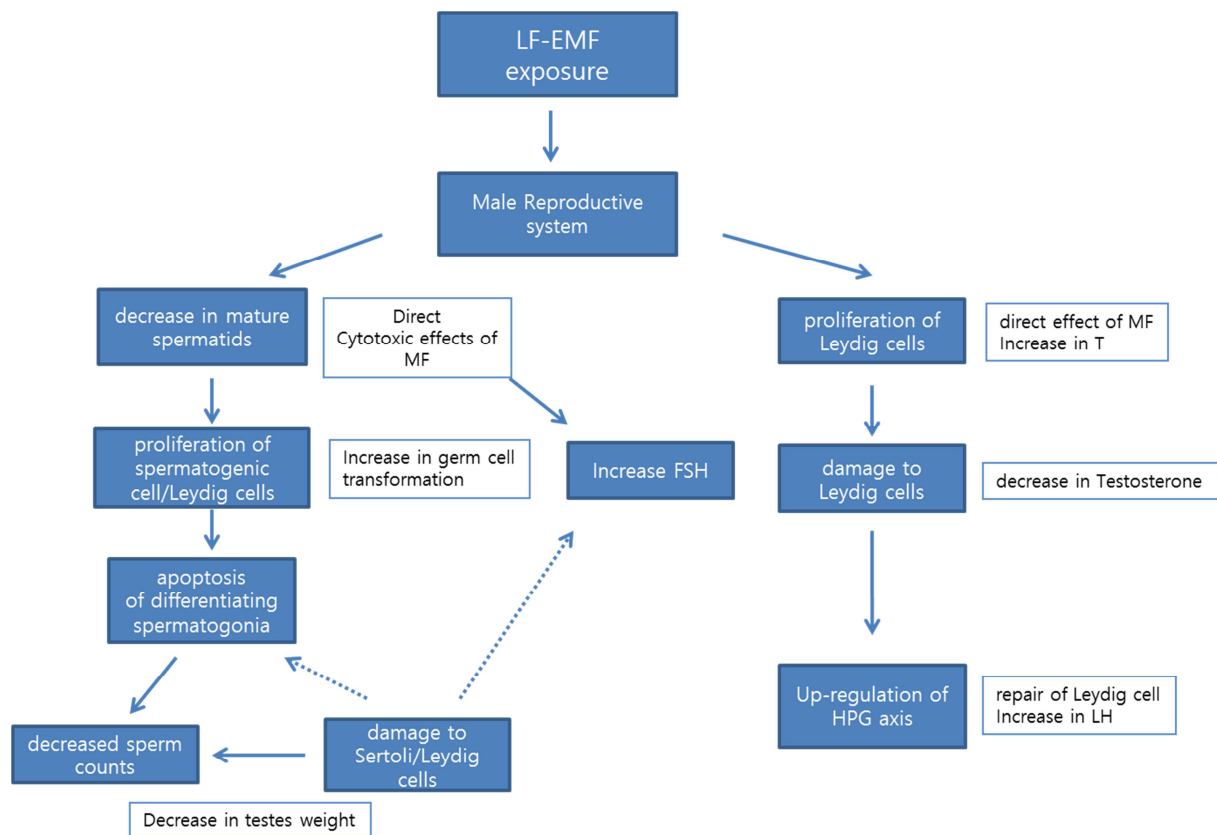 LF-EMF
exposure
Male Reproductive
system
decrease in mature
spermatids
Direct
Cytotoxic effects of
MF
proliferation of
Leydig cells
direct effect of MF
Increase in T
proliferation of
spermatogenic
cell/Leydig cells
Increase in germ cell
transformation
Increase FSH
damage to
Leydig cells
decrease in Testosterone
apoptosis
of differentiating
spermatogonia
Up-regulation of
HPG axis
repair of Leydig cell
Increase in LH
decreased sperm
counts
damage to
Sertoli/Leydig
cells
Decrease in testes weight